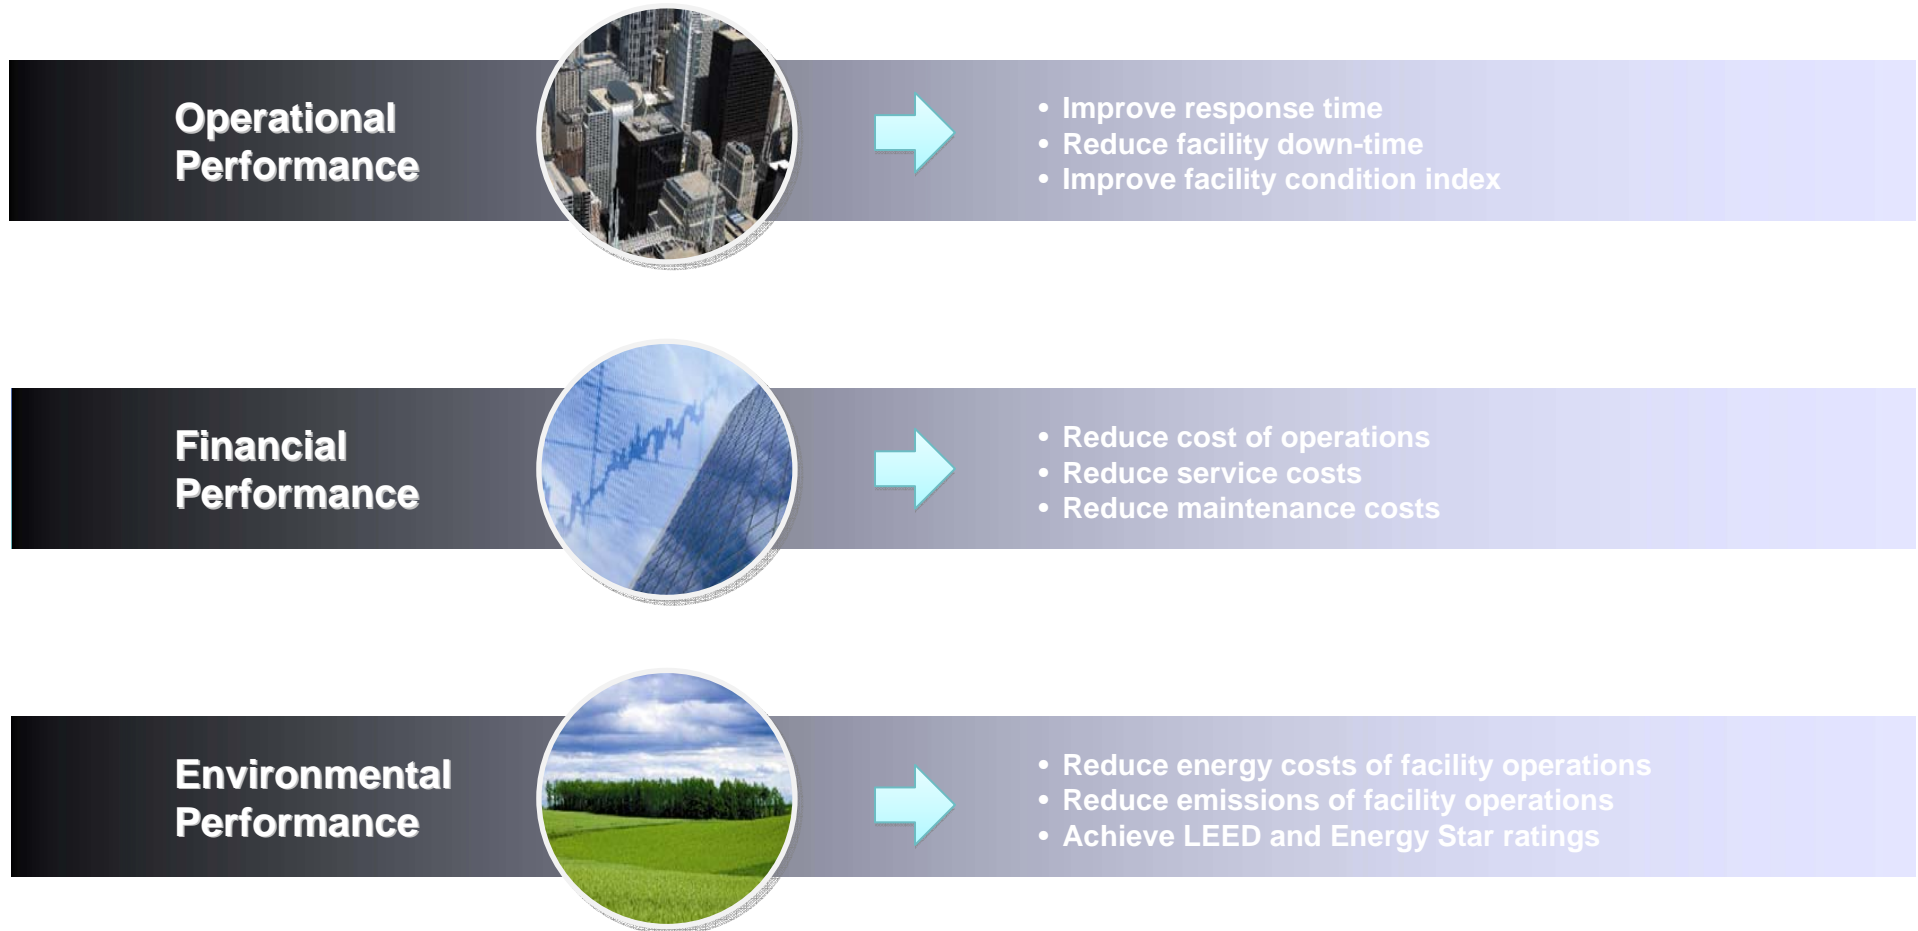 Operational
Performance
• Improve response time
• Reduce facility down-time
• Improve facility condition index
Financial
Performance
• Reduce cost of operations
• Reduce service costs
• Reduce maintenance costs
Environmental
Performance
• Reduce energy costs of facility operations
• Reduce emissions of facility operations
• Achieve LEED and Energy Star ratings